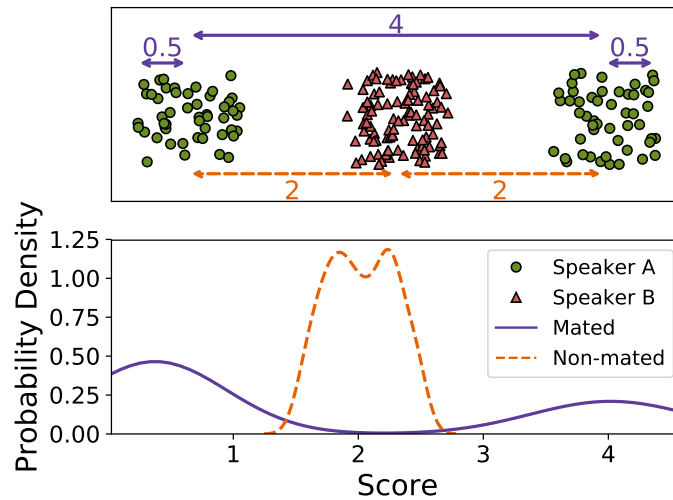 4
0.5
0.5
2
2
Probability Density
1.25
1.00
0.75
0.50
0.25
0.00
Speaker A
Speaker B
Mated
Non-mated
1
2
3
4
Score